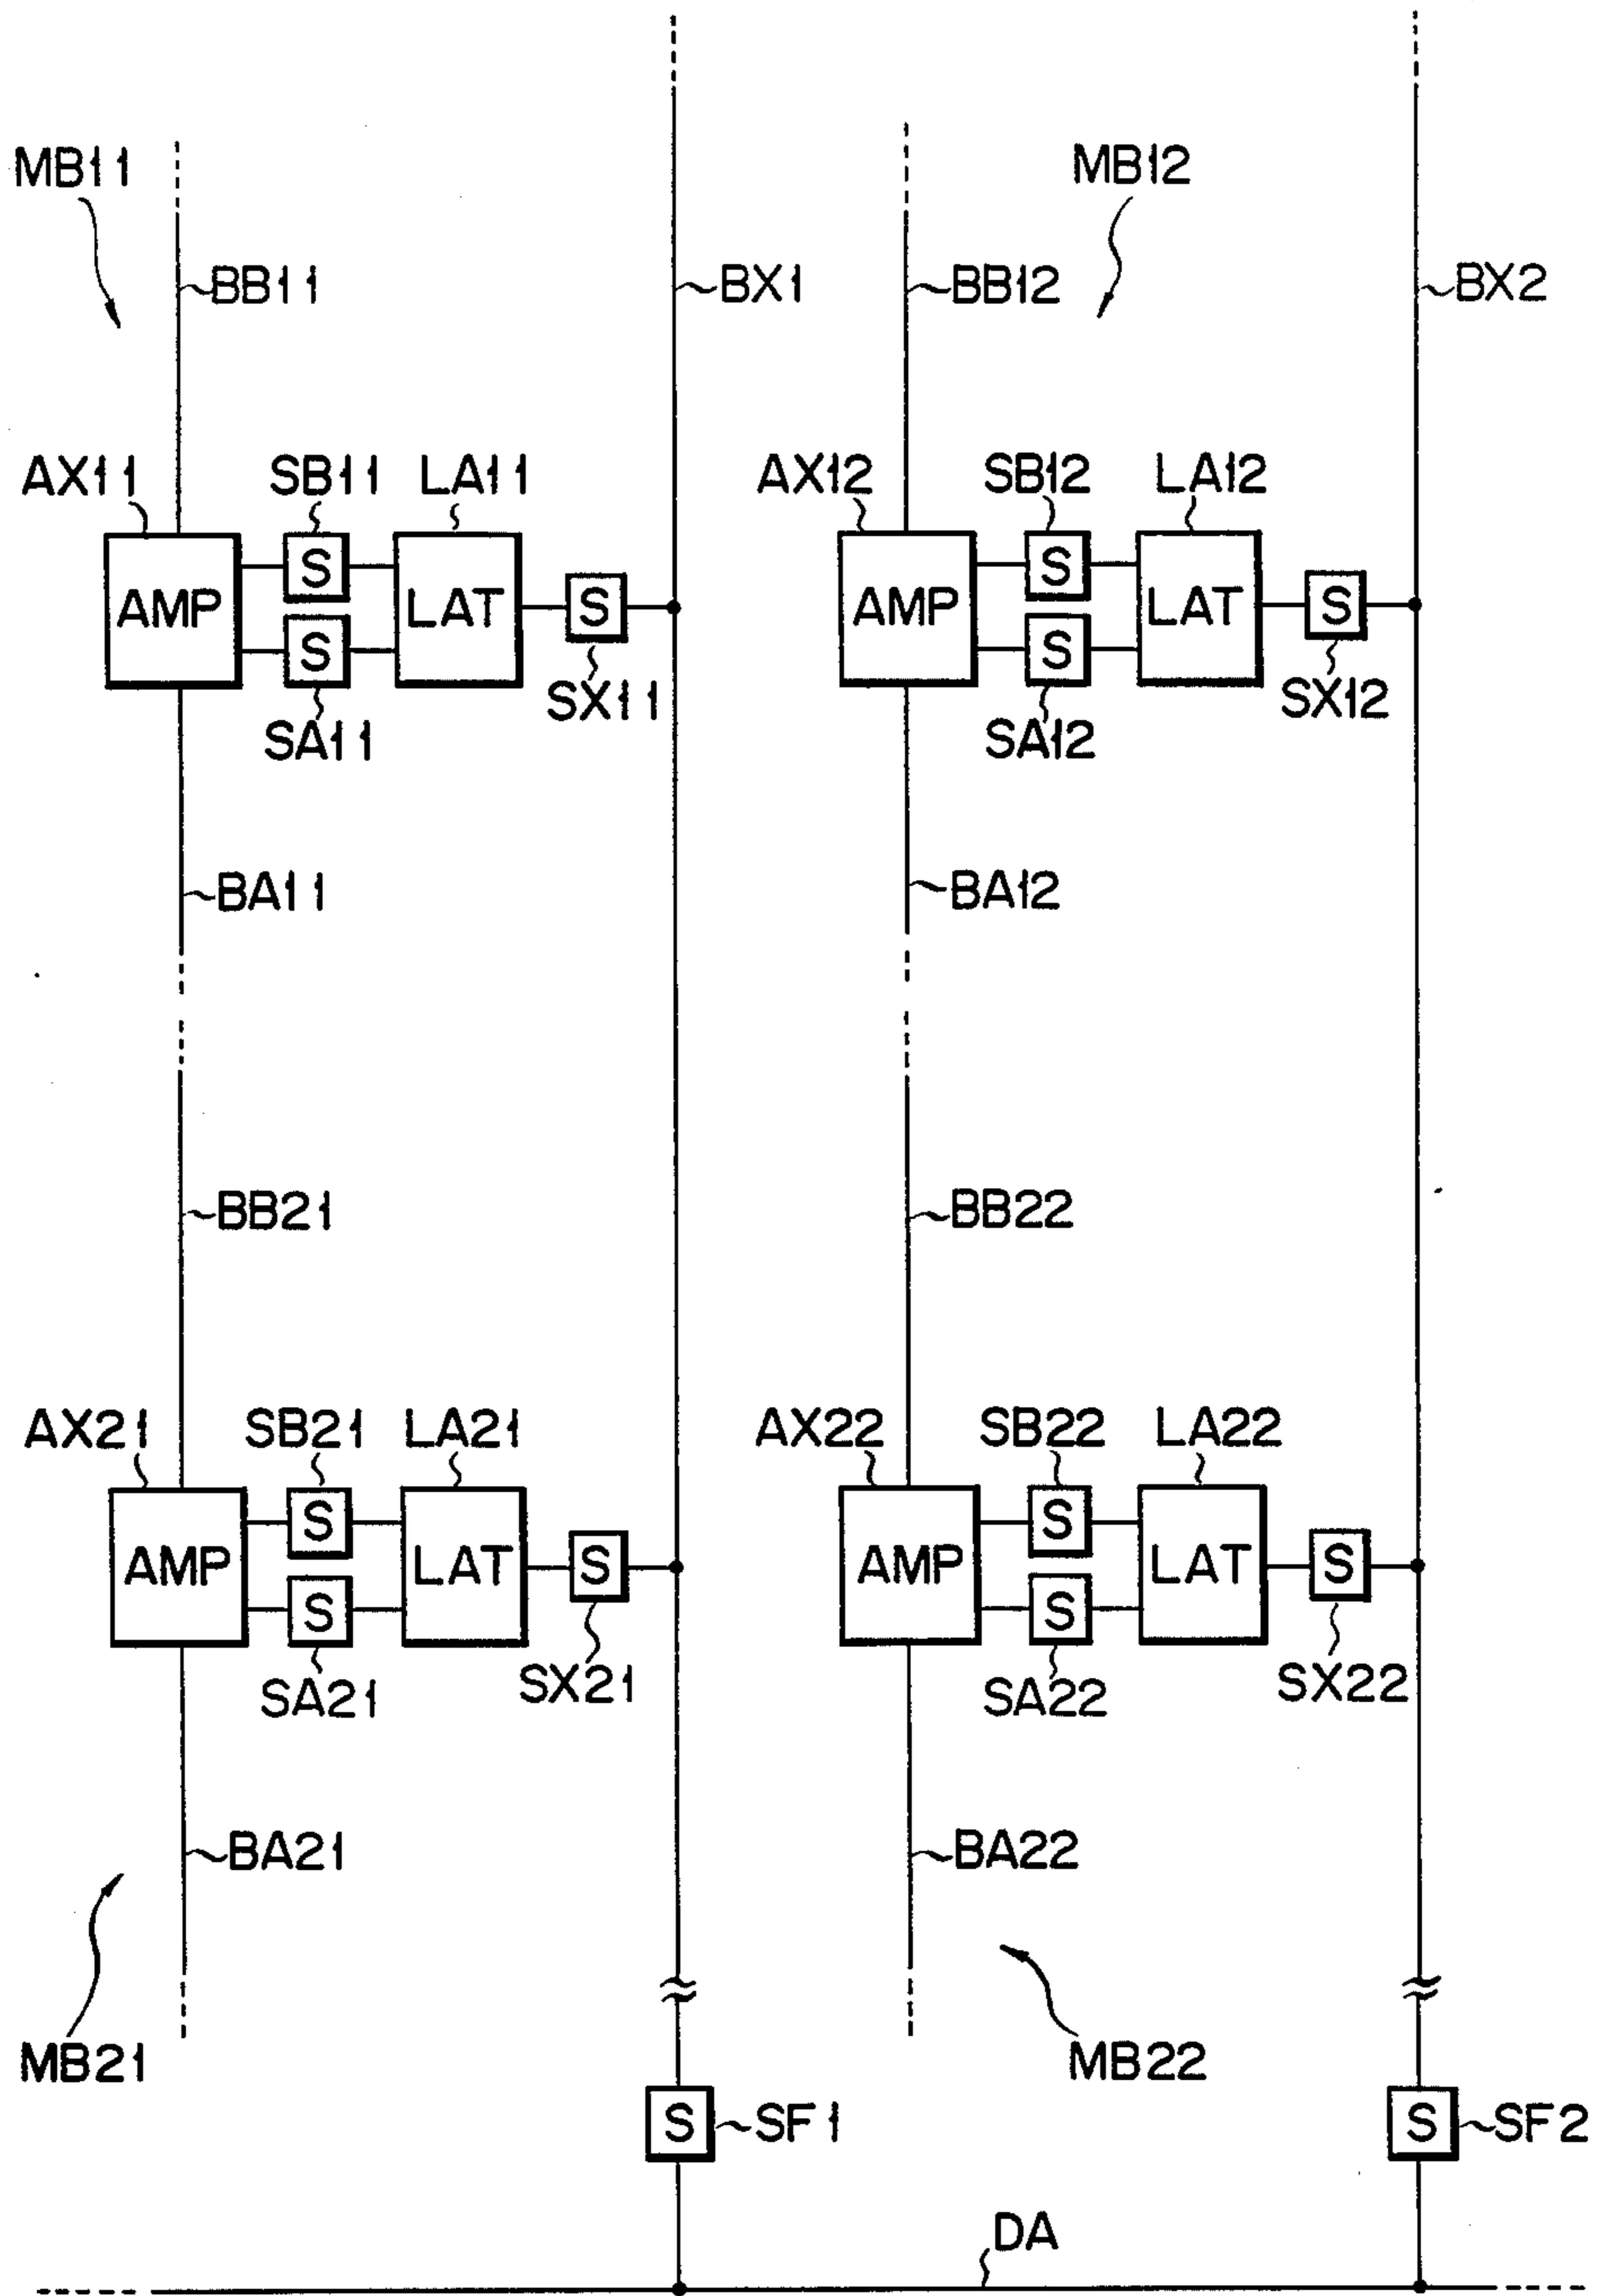 MB11
MB12
BB11
BX1
BB12
BX2
AX11
SB11
LA11
AX12
SB12
LA12
AMP
S
S
LAT
S
AMP
S
S
LAT
S
SX11
SX12
SA11
SA12
BA11
BA12
BB21
BB22
AX21
SB21
LA21
AX22
SB22
LA22
AMP
S
S
LAT
S
AMP
S
S
LAT
S
SX21
SX22
SA21
SA22
BA21
BA22
MB21
MB22
S
SF1
S
SF2
DA